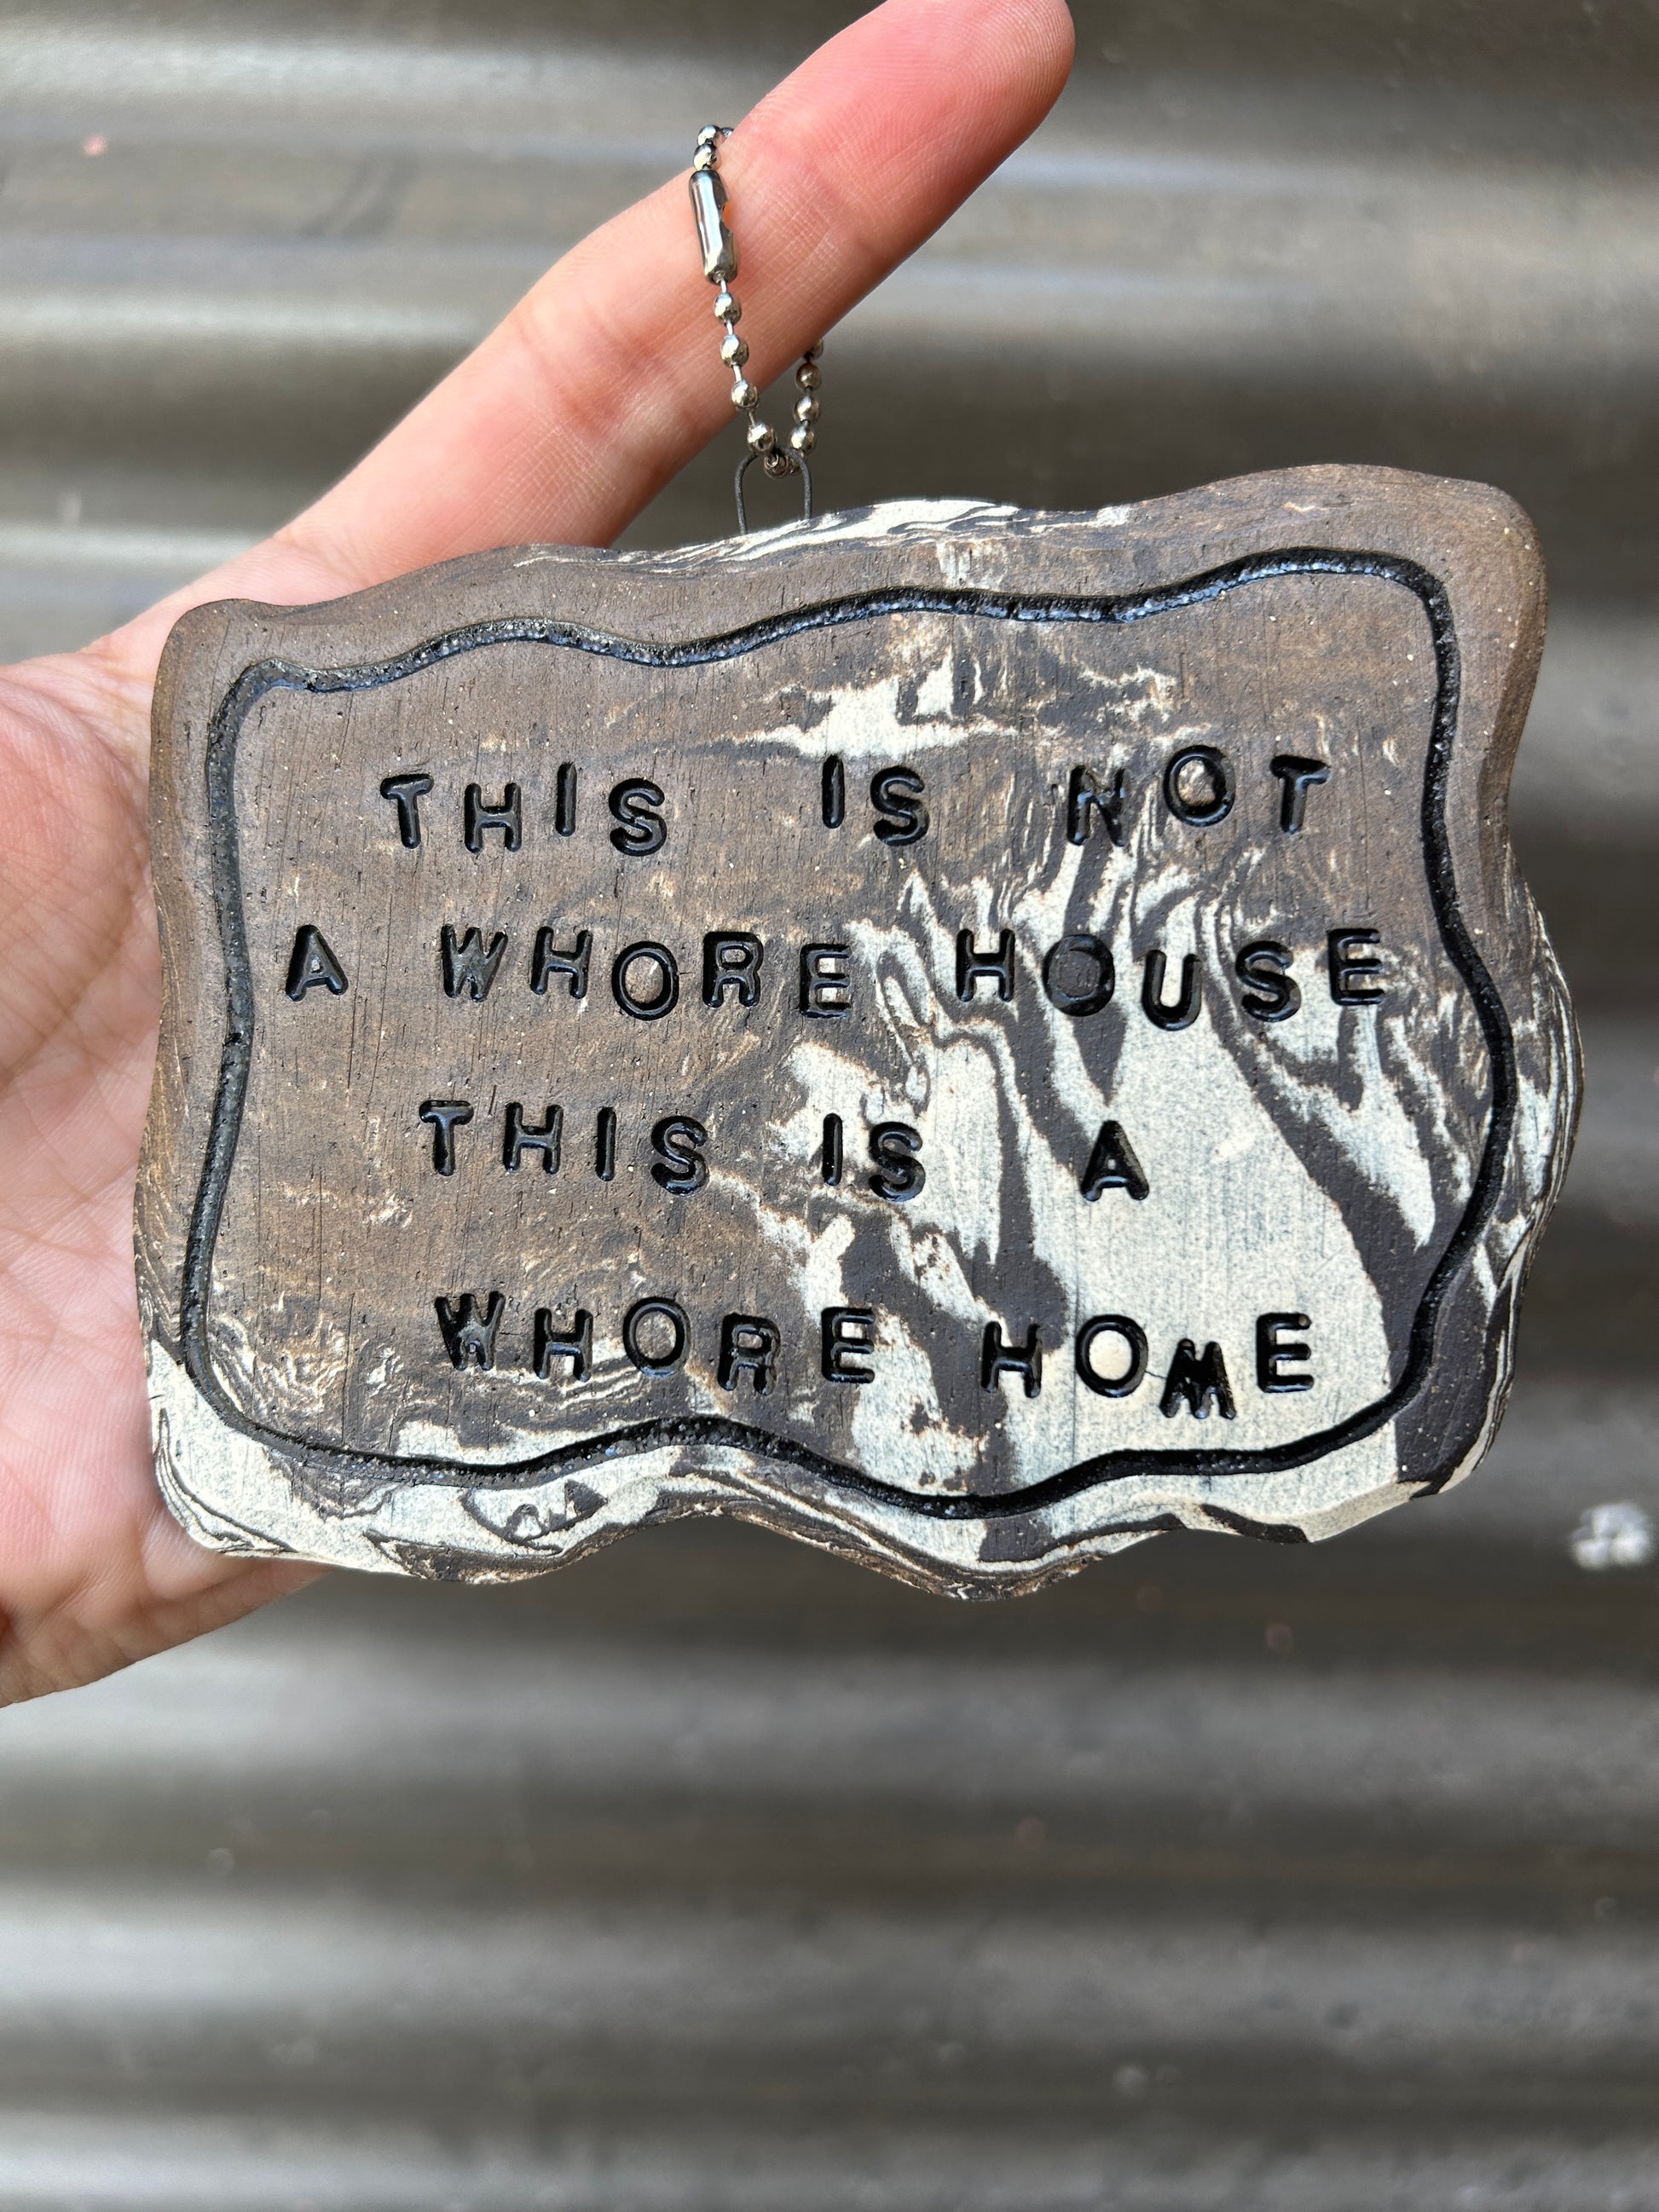 THIS IS NOT
A WHORE HOUSE
THIS IS A
WHORE HOME